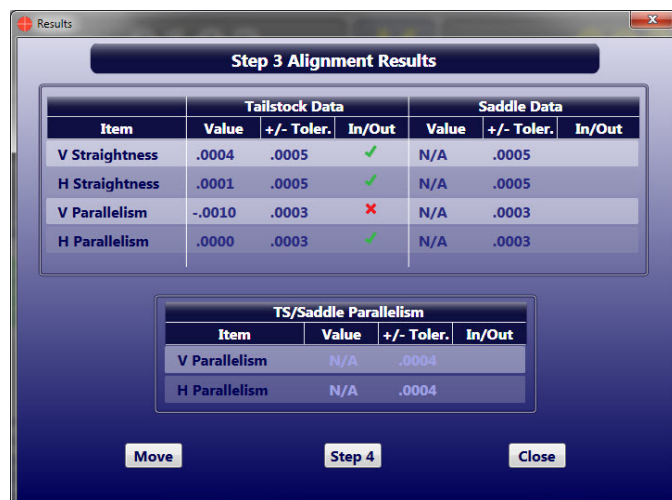 Results
Step 3 Alignment Results
Tailstock Data Saddle Data
Item Value +/- Toler. In/Out Value +/- Toler. In/Out
V Straightness .0004 .0005 N/A .0005
H Straightness .0001 .0005 N/A .0005
V Parallelism -.0010 .0003 N/A .0003
H Parallelism .0000 .0003 N/A .0003
TS/Saddle Parallelism
Item Value +/- Toler. In/Out
V Parallelism N/A .0004
H Parallelism N/A .0004
Move Step 4 Close